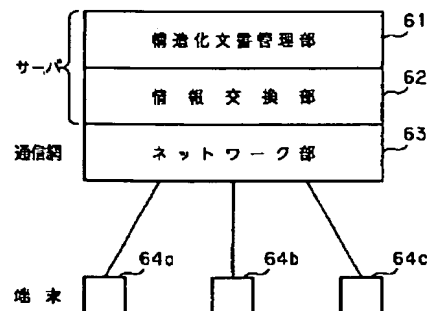 61
構造化文書管理部
サーバ
62
情報交換部
63
通信網
ネットワーク部
64a
64b
64c
端末